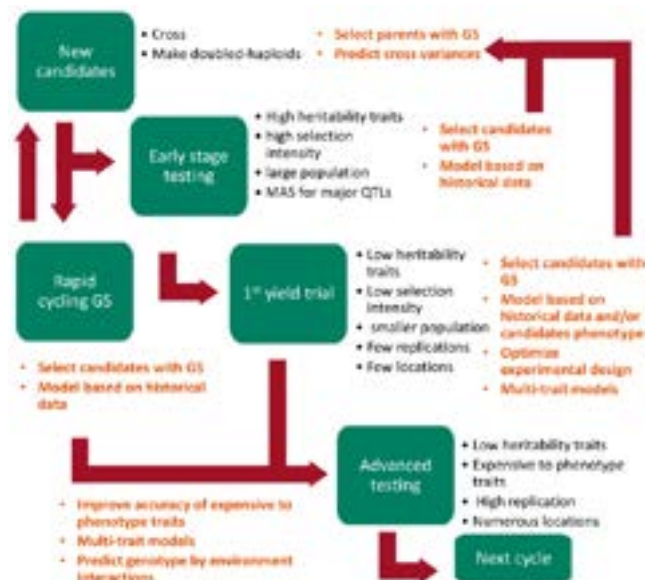 New
candidates
• Cross
• Make doubled-haploids
• Select parents with GS
• Predict cross variances
Early stage
testing
• High heritability traits
• high selection
intensity
• large population
• MAS for major QTLs
• Select candidates
with GS
• Model based on
historical data
Rapid
cycling GS
• Select candidates with GS
• Model based on historical
data
1st yield trial
• Low heritability
traits
• Low selection
intensity
• smaller population
• Few replications
• Few locations
• Select candidates with
GS
• Model based on
historical data and/or
candidates phenotype
• Optimize
experimental design
• Multi-trait models
Advanced
testing
• Low heritability traits
• Expensive to phenotype
traits
• High replication
• Numerous locations
• Improve accuracy of expensive to
phenotype traits
• Multi-trait models
• Predict genotype by environment
interactions
Next cycle